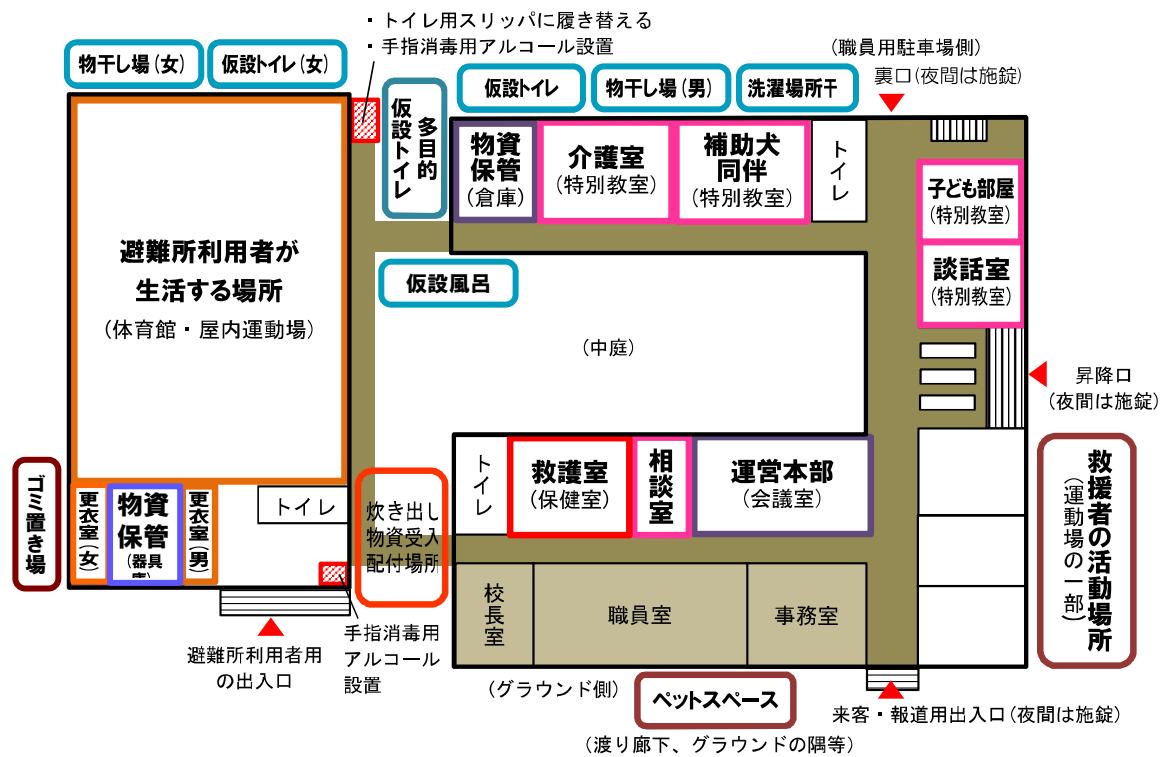 ・トイレ用スリッパに履き替える
・手指消毒用アルコール設置
物干し場(女)
仮設トイレ(女)
多目的
仮設トイレ
仮設トイレ
物干し場(男)
洗濯場所干
(職員用駐車場側)
裏口(夜間は施錠)
物資
保管
(倉庫)
介護室
(特別教室)
補助犬
同伴
(特別教室)
トイレ
子ども部屋
(特別教室)
談話室
(特別教室)
避難所利用者が
生活する場所
(体育館・屋内運動場)
仮設風呂
(中庭)
昇降口
(夜間は施錠)
ゴミ置き場
更衣室(女)
物資
保管
(器具
庫)
更衣室(男)
トイレ
炊き出し
物資受入
配付場所
トイレ
救護室
(保健室)
相談室
運営本部
(会議室)
救援者の活動場所
(運動場の一部)
校長室
職員室
事務室
避難所利用者用
の出入口
手指消毒用
アルコール
設置
(グラウンド側)
ペットスペース
(渡り廊下、グラウンドの隅等)
来客・報道用出入口(夜間は施錠)